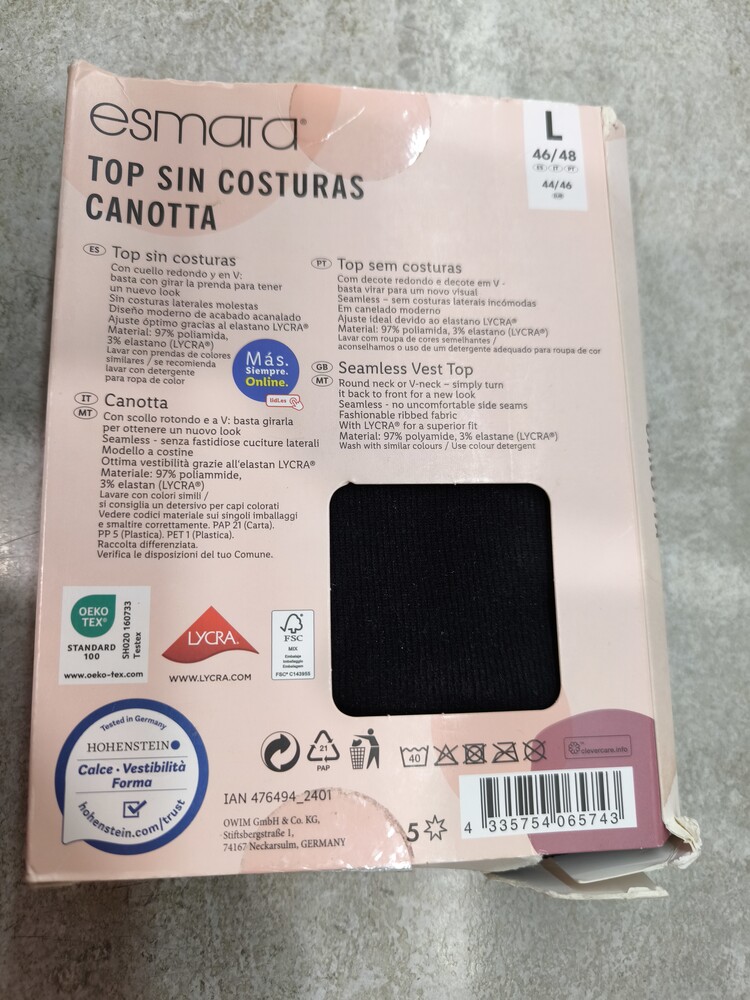 esmara®
L
46/48
ES IT PT
44/46
GB
TOP SIN COSTURAS
CANOTTA
ES Top sin costuras
Con cuello redondo y en V:
basta con girar la prenda para tener
un nuevo look
Sin costuras laterales molestas
Diseño moderno de acabado acanalado
Ajuste óptimo gracias al elastano LYCRA®
Material: 97% poliamida,
3% elastano (LYCRA®)
Lavar con prendas de colores
similares / se recomienda
lavar con detergente
para ropa de color
Más.
Siempre.
Online.
IT MT Canotta
Con scollo rotondo e a V: basta girarla
per ottenere un nuovo look
Seamless - senza fastidiose cuciture laterali
Modello a costine
Ottima vestibilità grazie all'elastan LYCRA®
Materiale: 97% poliammide,
3% elastan (LYCRA®)
Lavare con colori simili /
si consiglia un detersivo per capi colorati
Vedere codici materiale sui singoli imballaggi
e smaltire correttamente. PAP 21 (Carta).
PP 5 (Plastica). PET 1 (Plastica).
Raccolta differenziata.
Verifica le disposizioni del tuo Comune.
PT Top sem costuras
Com decote redondo e decote em V -
basta virar para um novo visual
Seamless – sem costuras laterais incómodas
Em canelado moderno
Ajuste ideal devido ao elastano LYCRA®
Material: 97% poliamida, 3% elastano (LYCRA®)
Lavar com roupa de cores semelhantes /
aconselhamos o uso de um detergente adequado para roupa de cor
GB MT Seamless Vest Top
Round neck or V-neck – simply turn
it back to front for a new look
Seamless - no uncomfortable side seams
Fashionable ribbed fabric
With LYCRA® for a superior fit
Material: 97% polyamide, 3% elastane (LYCRA®)
Wash with similar colours / Use colour detergent
OEKO
TEX®
STANDARD
100
SH020 160733
Testex
www.oeko-tex.com
LYCRA.
WWW.LYCRA.COM
FSC
MIX
FSC® C142855
Tested in Germany
HOHENSTEIN
Calce · Vestibilità
Forma
hohenstein.com/trust
21
PAP
40
clevercare.info
IAN 476494_2401
OWIM GmbH & Co. KG,
Stiftsbergstraße 1,
74167 Neckarsulm, GERMANY
5
4 335754 065743